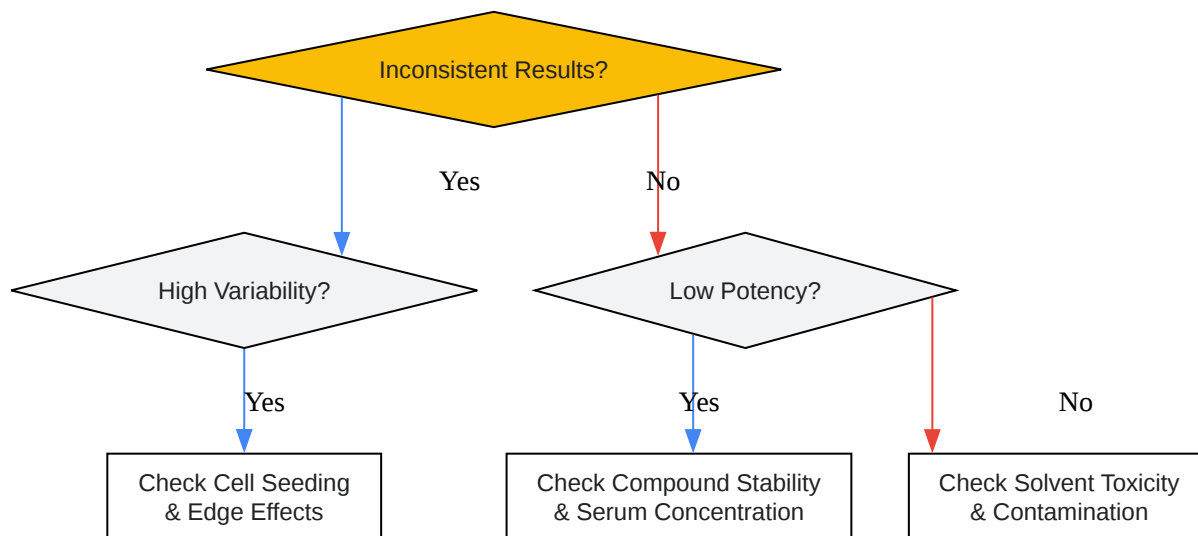 Inconsistent Results?
Yes
No
High Variability?
Low Potency?
Yes
Yes
No
Check Cell Seeding
& Edge Effects
Check Compound Stability
& Serum Concentration
Check Solvent Toxicity
& Contamination